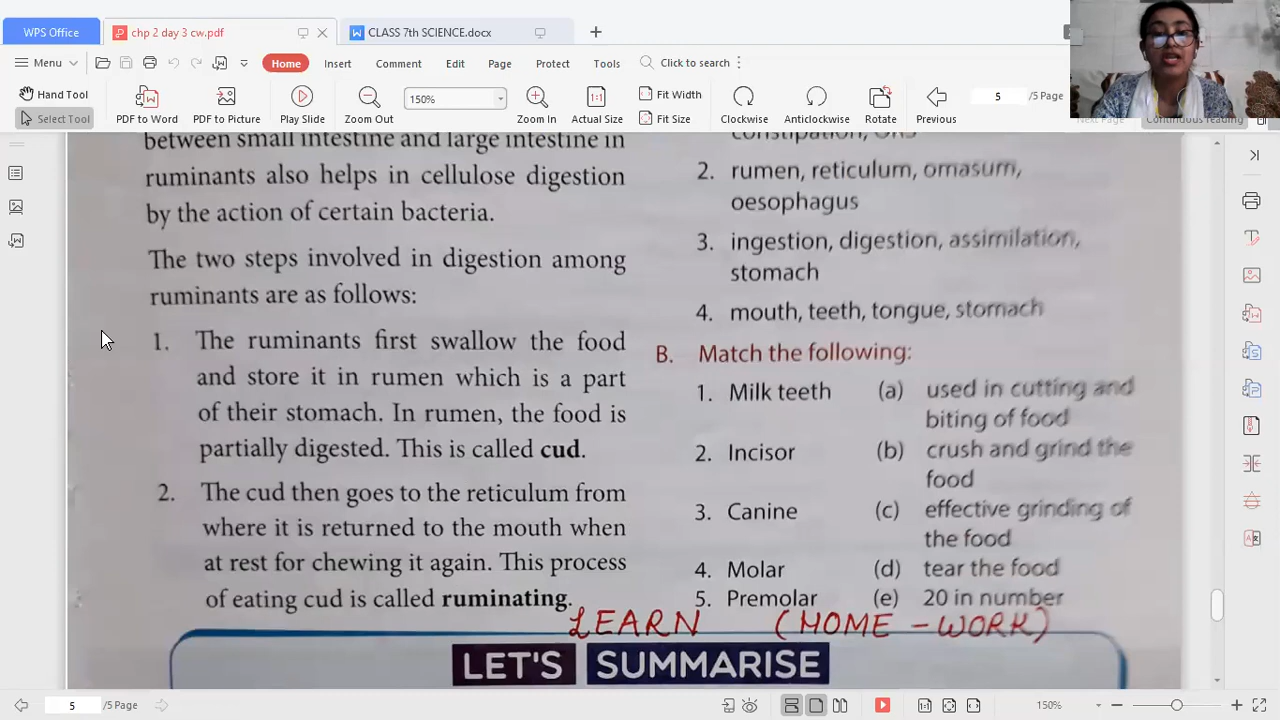 WPS Office
chp 2 day 3 cw.pdf
CLASS 7th SCIENCE.docx
Menu
Home
Insert
Comment
Edit
Page
Protect
Tools
Click to search
Hand Tool
Select Tool
PDF to Word
PDF to Picture
Play Slide
Zoom Out
150%
Zoom In
Actual Size
Fit Width
Fit Size
Clockwise
Anticlockwise
Rotate
Previous
5 /5 Page
Next Page
Continuous reading
between small intestine and large intestine in
ruminants also helps in cellulose digestion
by the action of certain bacteria.
The two steps involved in digestion among
ruminants are as follows:
1. The ruminants first swallow the food
and store it in rumen which is a part
of their stomach. In rumen, the food is
partially digested. This is called cud.
2. The cud then goes to the reticulum from
where it is returned to the mouth when
at rest for chewing it again. This process
of eating cud is called ruminating.
constipation, ORS
2. rumen, reticulum, omasum,
oesophagus
3. ingestion, digestion, assimilation,
stomach
4. mouth, teeth, tongue, stomach
B. Match the following:
1. Milk teeth (a) used in cutting and
biting of food
2. Incisor (b) crush and grind the
food
3. Canine (c) effective grinding of
the food
4. Molar (d) tear the food
5. Premolar (e) 20 in number
LEARN (HOME - WORK)
LET'S SUMMARISE
5 /5 Page
150%